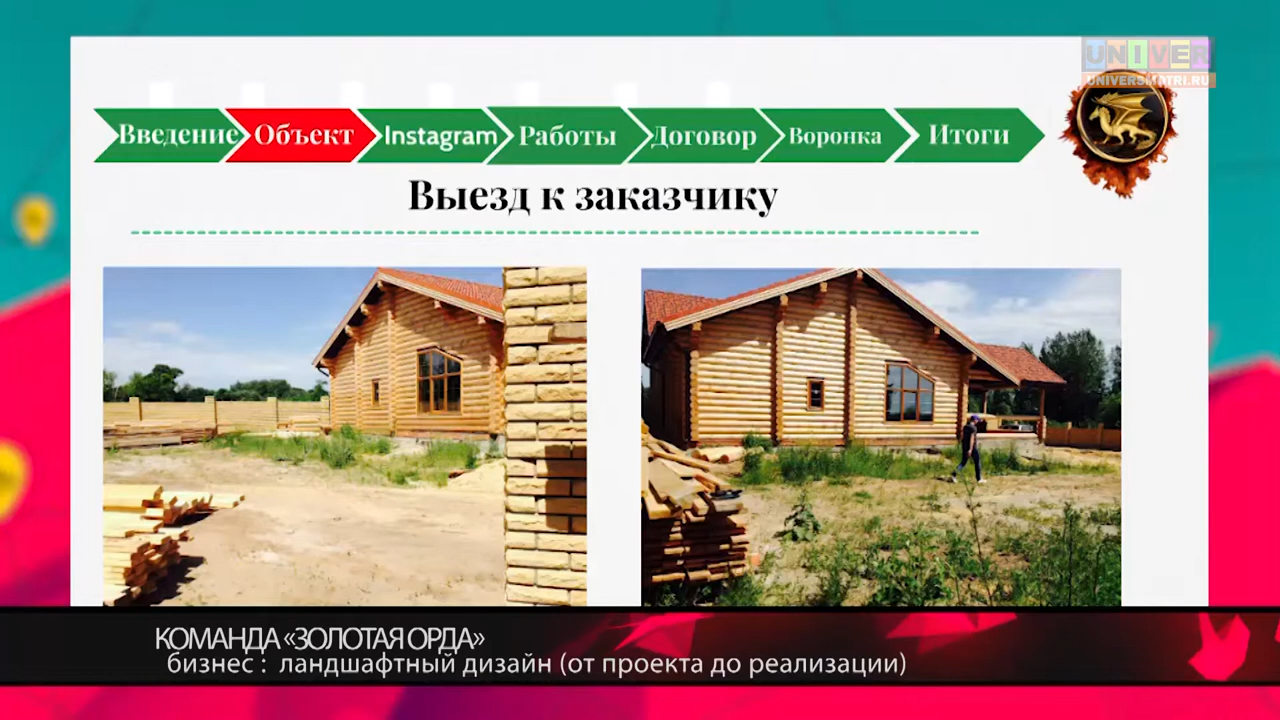 UNIVER
UNIVERSMOTRI.RU
Введение Объект Instagram Работы Договор Воронка Итоги
Выезд к заказчику
КОМАНДА «ЗОЛОТАЯ ОРДА»
бизнес : ландшафтный дизайн (от проекта до реализации)